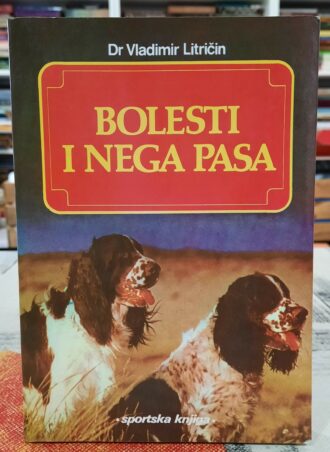 Dr Vladimir Litričin
BOLESTI
I NEGA PASA
·sportska knjiga·